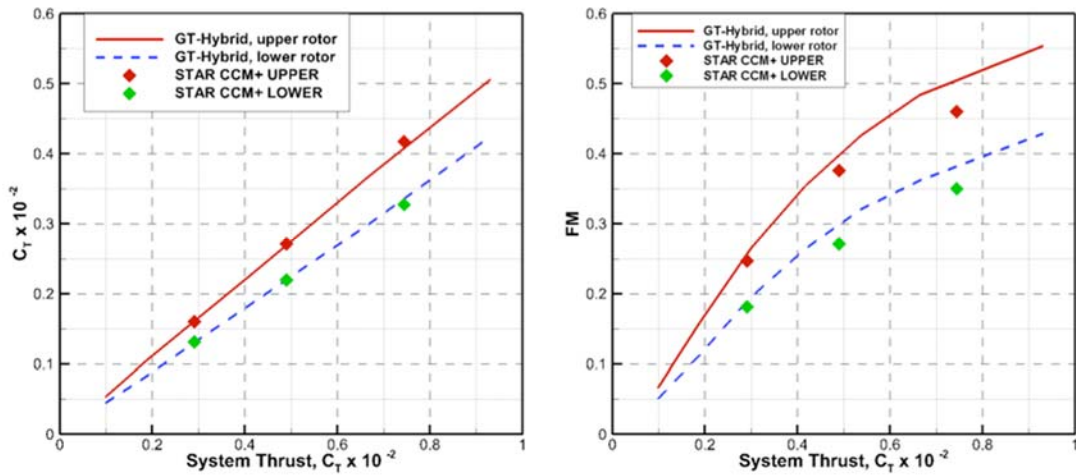 0.6
0.5
0.4
0.3
0.2
0.1
0
C_T x 10^-2
GT-Hybrid, upper rotor
GT-Hybrid, lower rotor
STAR CCM+ UPPER
STAR CCM+ LOWER
0 0.2 0.4 0.6 0.8 1
System Thrust, C_T x 10^-2
0.6
0.5
0.4
0.3
0.2
0.1
0
FM
GT-Hybrid, upper rotor
GT-Hybrid, lower rotor
STAR CCM+ UPPER
STAR CCM+ LOWER
0 0.2 0.4 0.6 0.8 1
System Thrust, C_T x 10^-2